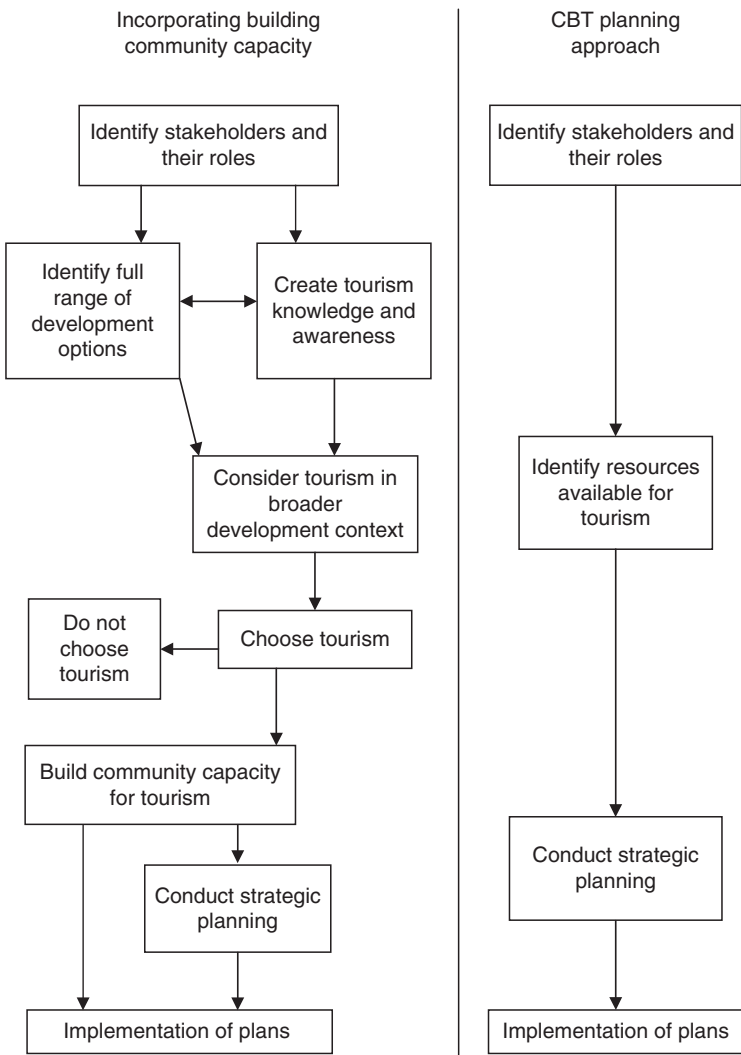 Incorporating building
community capacity
Identify stakeholders and
their roles
Identify full
range of
development
options
Create tourism
knowledge and
awareness
Consider tourism in
broader
development context
Do not
choose
tourism
Choose tourism
Build community capacity
for tourism
Conduct strategic
planning
Implementation of plans
CBT planning
approach
Identify stakeholders and
their roles
Identify resources
available for
tourism
Conduct strategic
planning
Implementation of plans